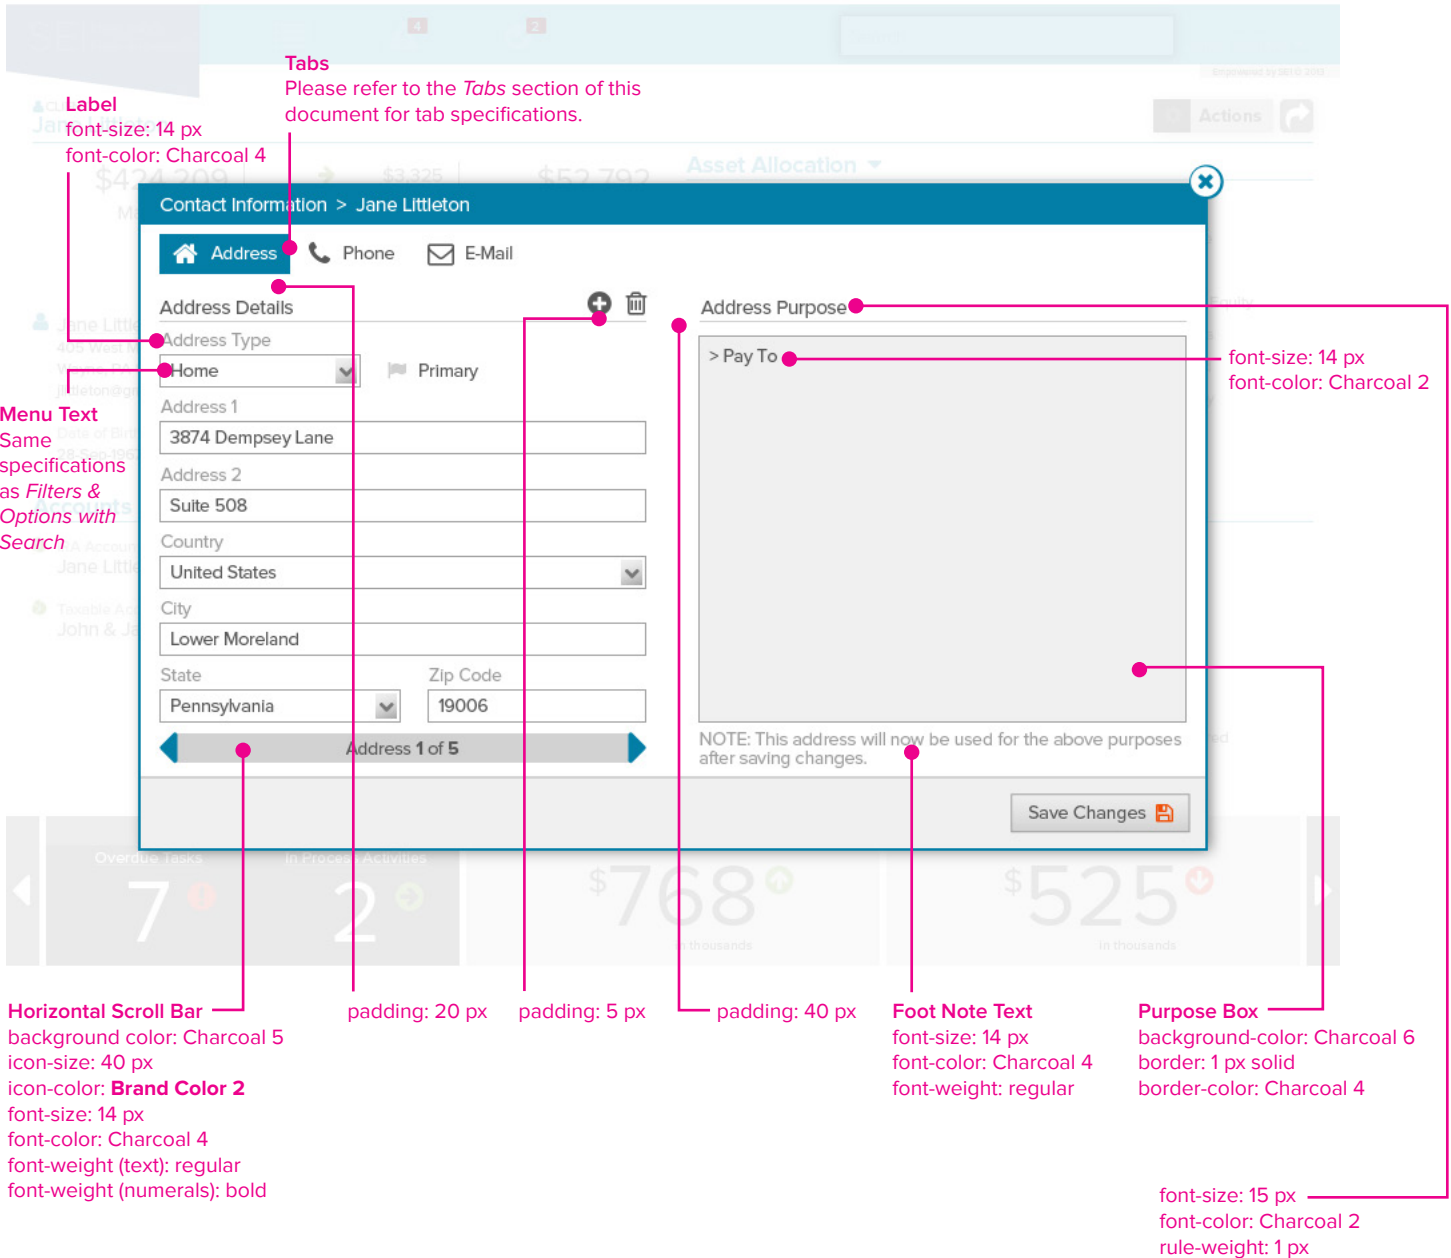 4
2
Tabs
Please refer to the Tabs section of this
document for tab specifications.
Label
font-size: 14 px
font-color: Charcoal 4
Actions
$424,209
$3,325
$52,792
Asset Allocation
Contact Information > Jane Littleton
Address
Phone
E-Mail
Address Details
Address Purpose
Address Type
Home
Primary
> Pay To
font-size: 14 px
font-color: Charcoal 2
Menu Text
Same
specifications
as Filters &
Options with
Search
Address 1
3874 Dempsey Lane
Address 2
Suite 508
Accounts
Country
United States
City
Lower Moreland
State
Zip Code
Pennsylvania
19006
Address 1 of 5
NOTE: This address will now be used for the above purposes
after saving changes.
Save Changes
Overdue Tasks
In Process Activities
7
2
$768
$525
In thousands
In thousands
Horizontal Scroll Bar
background color: Charcoal 5
icon-size: 40 px
icon-color: Brand Color 2
font-size: 14 px
font-color: Charcoal 4
font-weight (text): regular
font-weight (numerals): bold
padding: 20 px
padding: 5 px
padding: 40 px
Foot Note Text
font-size: 14 px
font-color: Charcoal 4
font-weight: regular
Purpose Box
background-color: Charcoal 6
border: 1 px solid
border-color: Charcoal 4
font-size: 15 px
font-color: Charcoal 2
rule-weight: 1 px